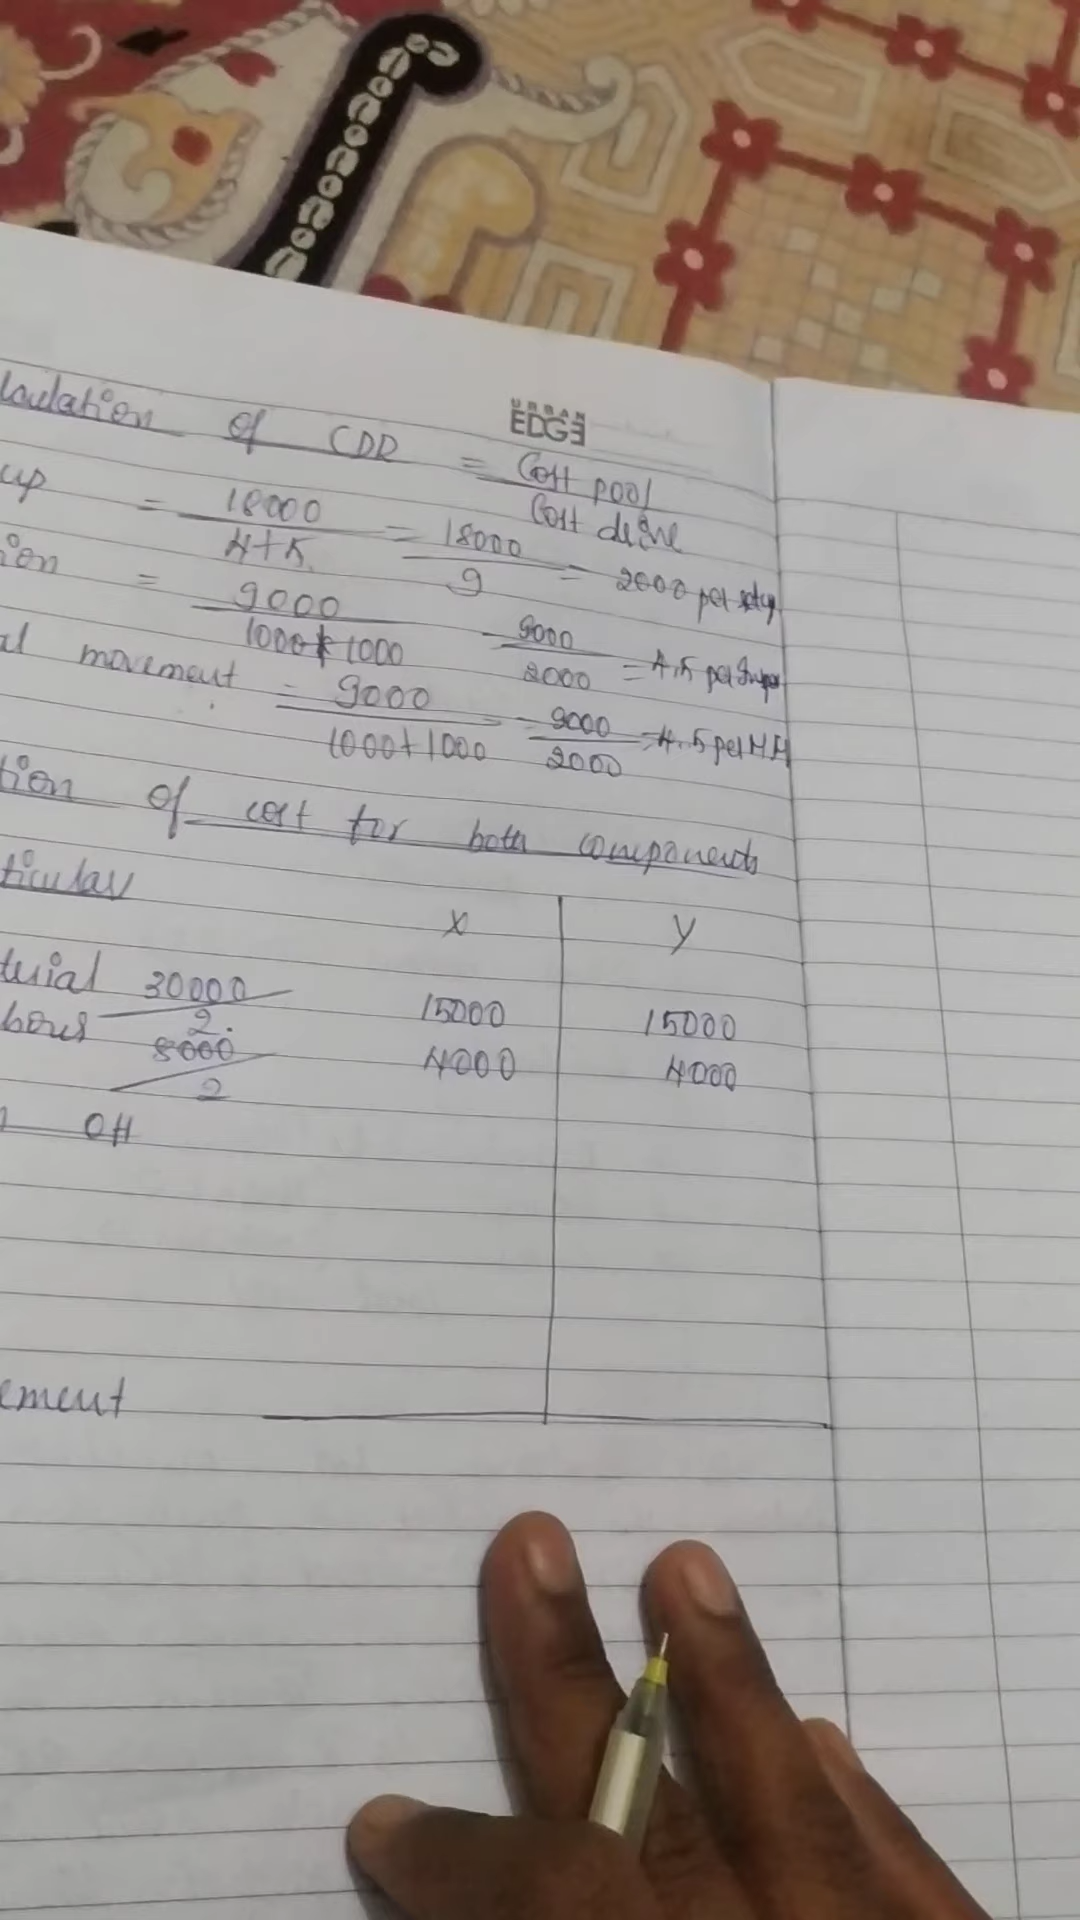 URBAN
EDGE
lculation of CDR = Cost pool
Cost drive
up = 18000 = 18000 = 2000 per
4+5 9
ion = 9000 9000 = 4.5 per
1000+1000 2000
al movement = 9000 = 9000 = 4.5 per
1000+1000 2000
tion of cost for both components
ticular X Y
terial 30000 15000 15000
2.
bour 8000 4000 4000
2
OH
ement